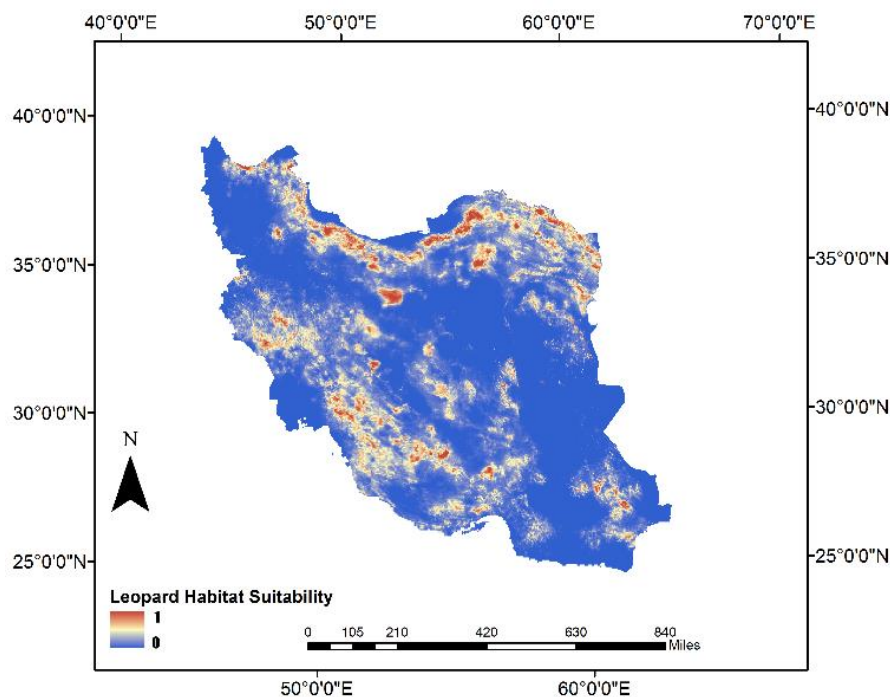 40°0'0"E 50°0'0"E 60°0'0"E 70°0'0"E
40°0'0"N 40°0'0"N
35°0'0"N 35°0'0"N
30°0'0"N 30°0'0"N
N
25°0'0"N 25°0'0"N
Leopard Habitat Suitability
1
0
0 105 210 420 630 840
Miles
50°0'0"E 60°0'0"E